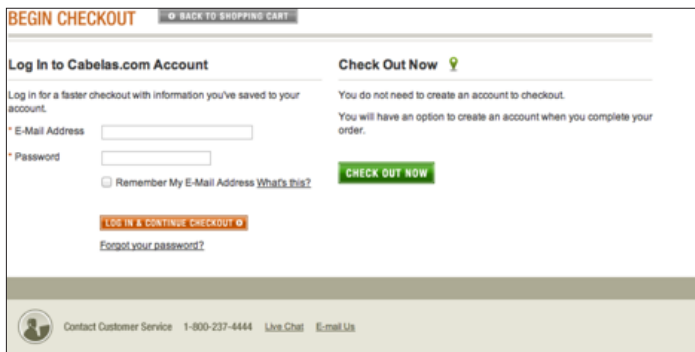 BEGIN CHECKOUT
BACK TO SHOPPING CART
Log In to Cabelas.com Account
Log in for a faster checkout with information you've saved to your
account.
* E-Mail Address
* Password
Remember My E-Mail Address What's this?
LOG IN & CONTINUE CHECKOUT
Forgot your password?
Check Out Now
You do not need to create an account to checkout.
You will have an option to create an account when you complete your
order.
CHECK OUT NOW
Contact Customer Service 1-800-237-4444 Live Chat E-mail Us